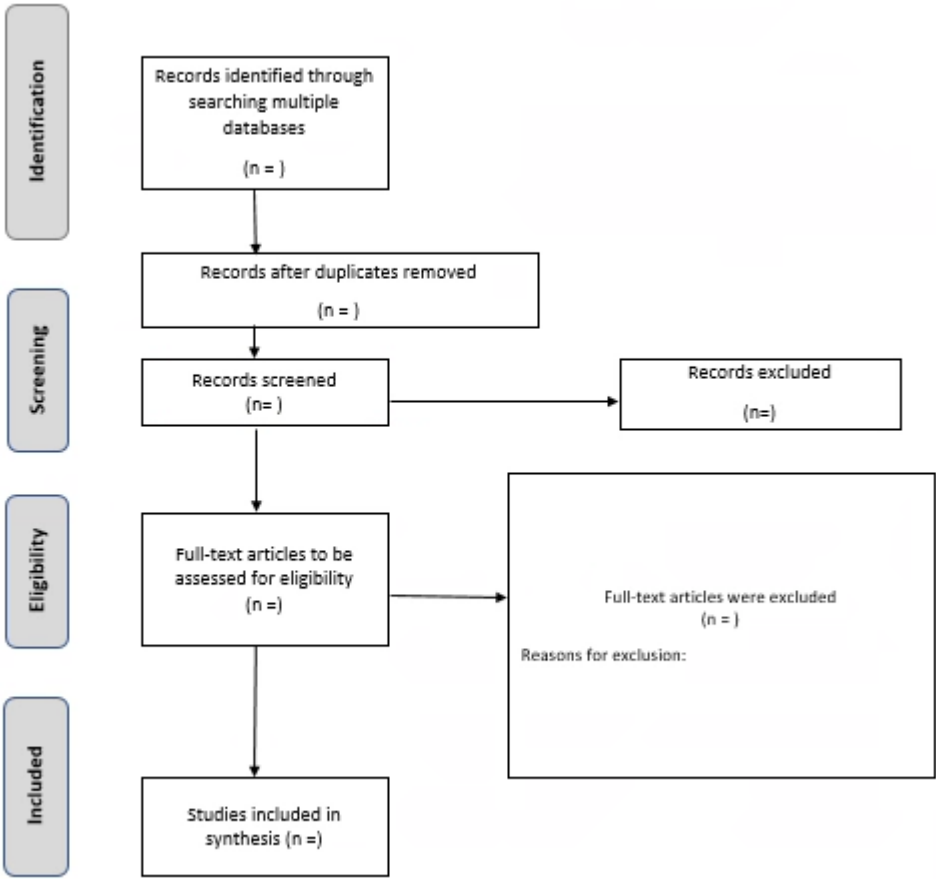 Identification
Records identified through
searching multiple
databases
(n = )
Records after duplicates removed
(n = )
Screening
Records screened
(n= )
Records excluded
(n=)
Eligibility
Full-text articles to be
assessed for eligibility
(n =)
Full-text articles were excluded
(n = )
Reasons for exclusion:
Included
Studies included in
synthesis (n =)